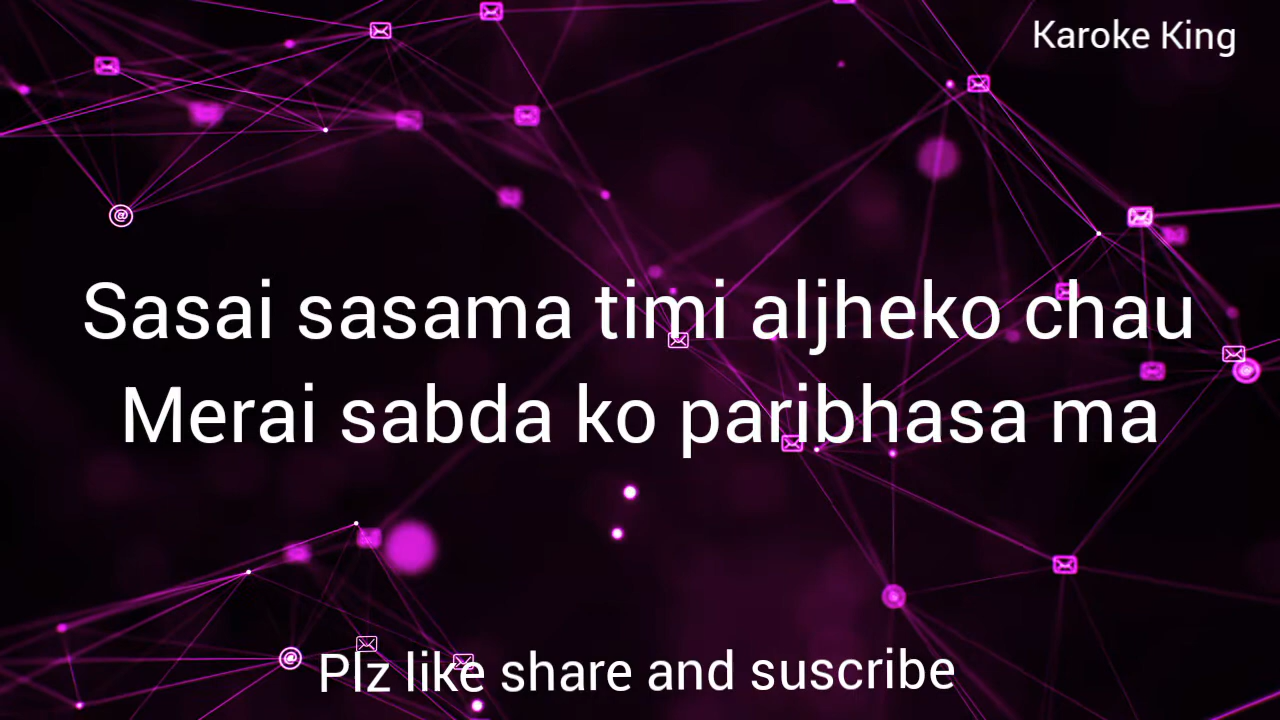 Karoke King
Sasai sasama timi aljheko chau
Merai sabda ko paribhasa ma
Plz like share and suscribe